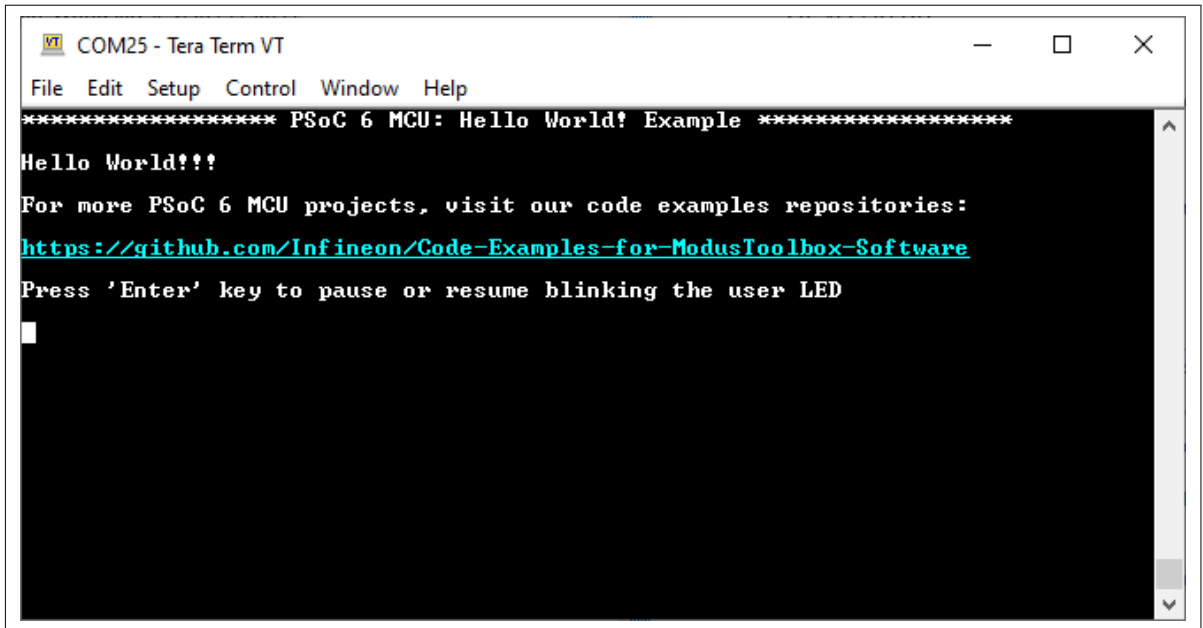 COM25 - Tera Term VT
File Edit Setup Control Window Help
****************** PSoC 6 MCU: Hello World! Example ******************
Hello World!!!
For more PSoC 6 MCU projects, visit our code examples repositories:
https://github.com/Infineon/Code-Examples-for-ModusToolbox-Software
Press 'Enter' key to pause or resume blinking the user LED